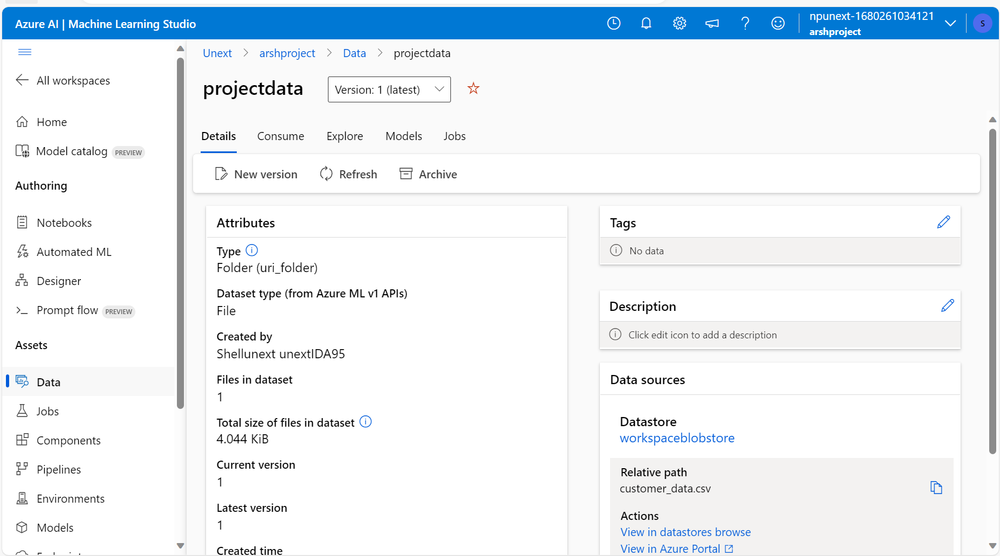 Azure AI | Machine Learning Studio
npunext-1680261034121
arshproject
S
All workspaces
Home
Model catalog PREVIEW
Authoring
Notebooks
Automated ML
Designer
Prompt flow PREVIEW
Assets
Data
Jobs
Components
Pipelines
Environments
Models
Unext > arshproject > Data > projectdata
projectdata
Version: 1 (latest)
Details Consume Explore Models Jobs
New version Refresh Archive
Attributes
Type
Folder (uri_folder)
Dataset type (from Azure ML v1 APIs)
File
Created by
Shellunext unextIDA95
Files in dataset
1
Total size of files in dataset
4.044 KiB
Current version
1
Latest version
1
Created time
Tags
No data
Description
Click edit icon to add a description
Data sources
Datastore
workspaceblobstore
Relative path
customer_data.csv
Actions
View in datastores browse
View in Azure Portal